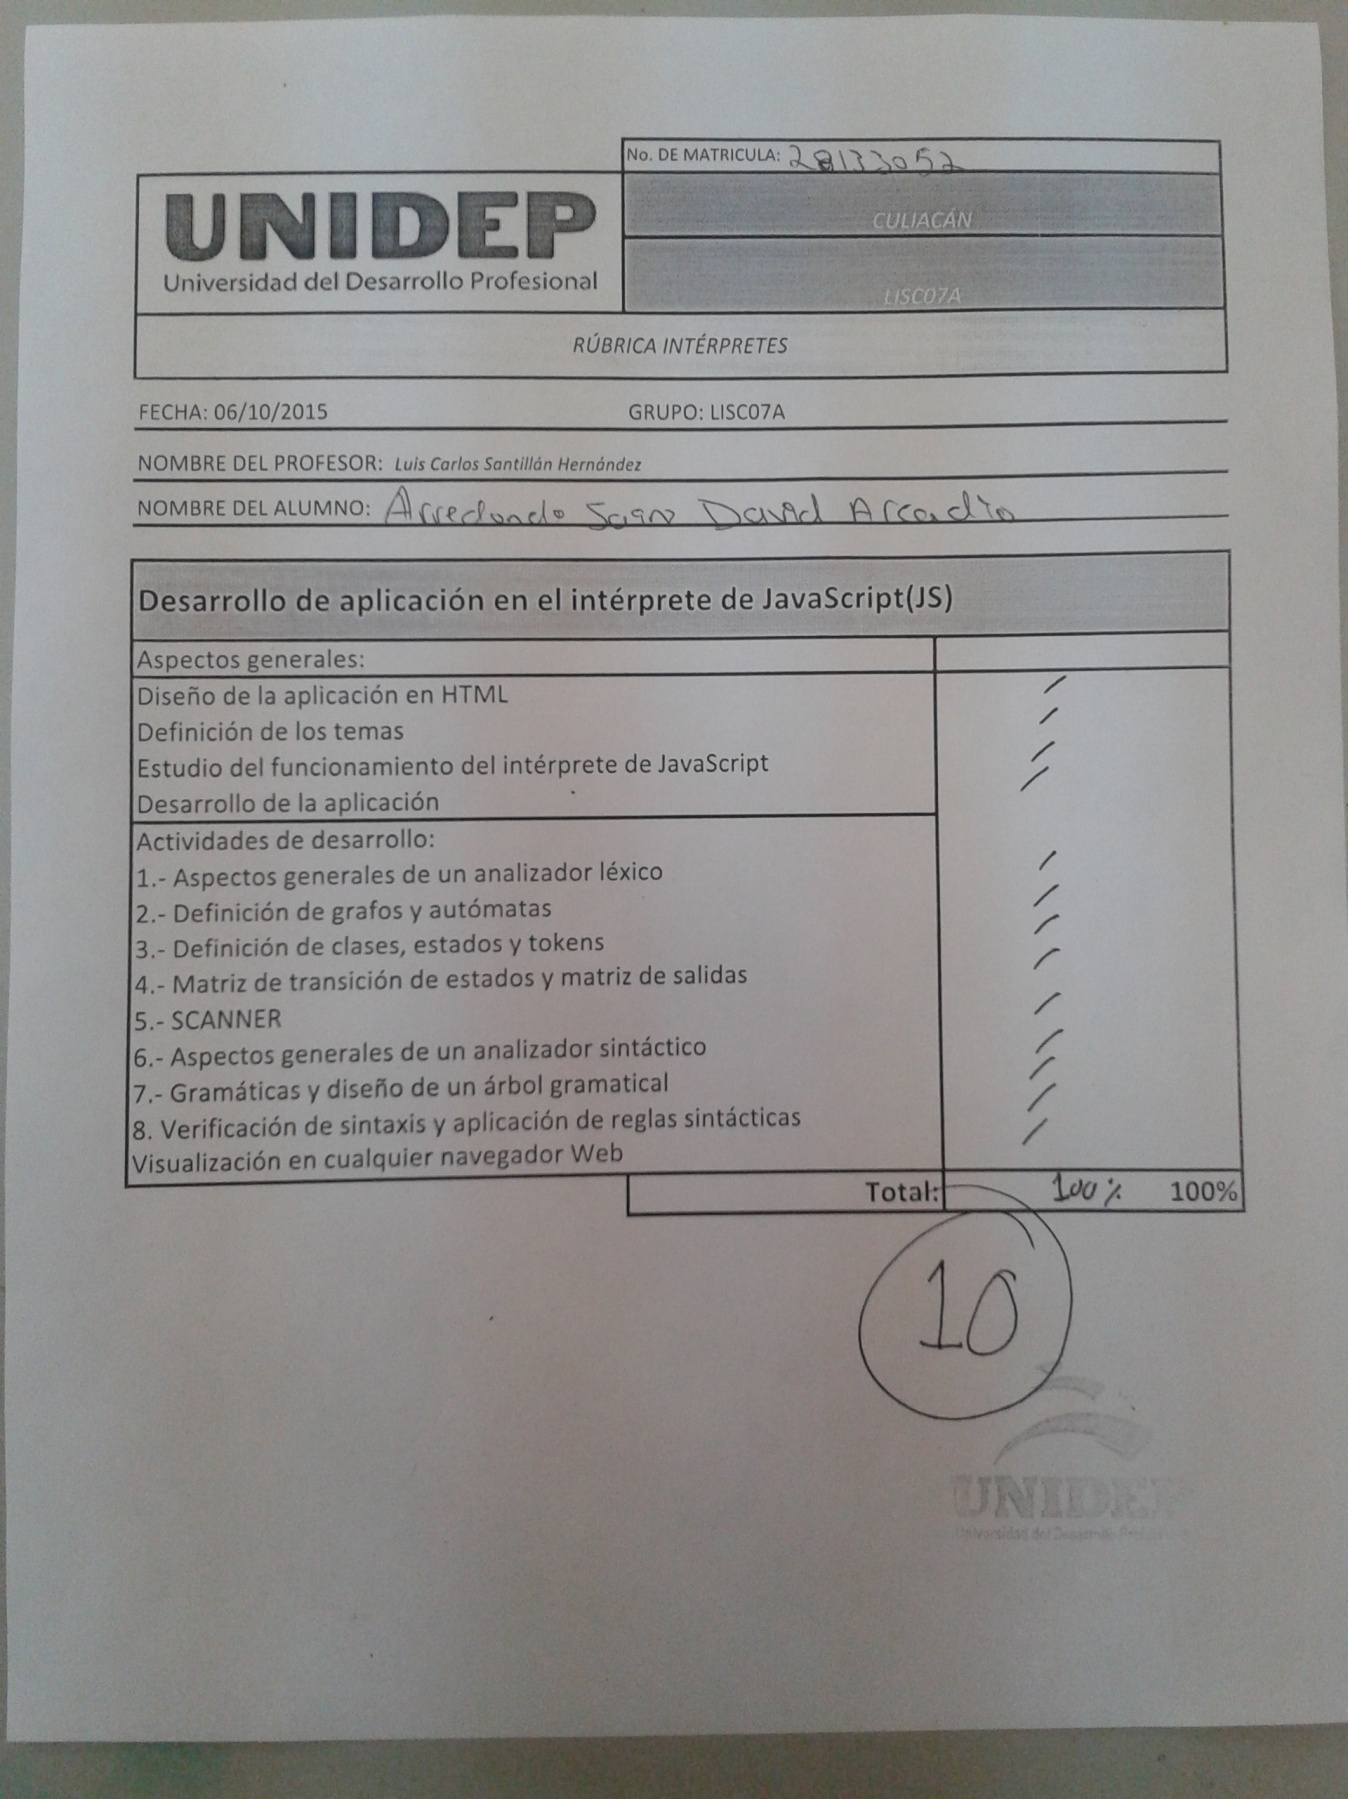 No. DE MATRICULA: 28133052
UNIDEP
Universidad del Desarrollo Profesional
CULIACÁN
LISC07A
RÚBRICA INTÉRPRETES
FECHA: 06/10/2015 GRUPO: LISC07A
NOMBRE DEL PROFESOR: Luis Carlos Santillán Hernández
NOMBRE DEL ALUMNO: Arredondo David Arcadio
Desarrollo de aplicación en el intérprete de JavaScript(JS)
Aspectos generales:
Diseño de la aplicación en HTML
Definición de los temas
Estudio del funcionamiento del intérprete de JavaScript
Desarrollo de la aplicación
Actividades de desarrollo:
1.- Aspectos generales de un analizador léxico
2.- Definición de grafos y autómatas
3.- Definición de clases, estados y tokens
4.- Matriz de transición de estados y matriz de salidas
5.- SCANNER
6.- Aspectos generales de un analizador sintáctico
7.- Gramáticas y diseño de un árbol gramatical
8. Verificación de sintaxis y aplicación de reglas sintácticas
Visualización en cualquier navegador Web
Total: 100% 100%
10
UNIDEP
Universidad del Desarrollo